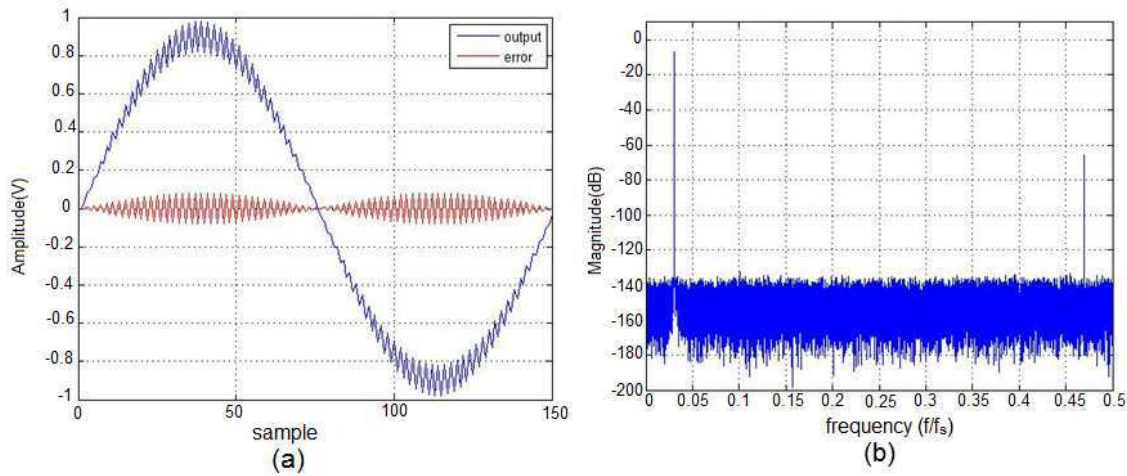 1
0.8
0.6
0.4
0.2
0
-0.2
-0.4
-0.6
-0.8
-1
Amplitude(V)
output
error
0 50 100 150
sample
(a)
0
-20
-40
-60
-80
-100
-120
-140
-160
-180
-200
Magnitude(dB)
0 0.05 0.1 0.15 0.2 0.25 0.3 0.35 0.4 0.45 0.5
frequency (f/fs)
(b)